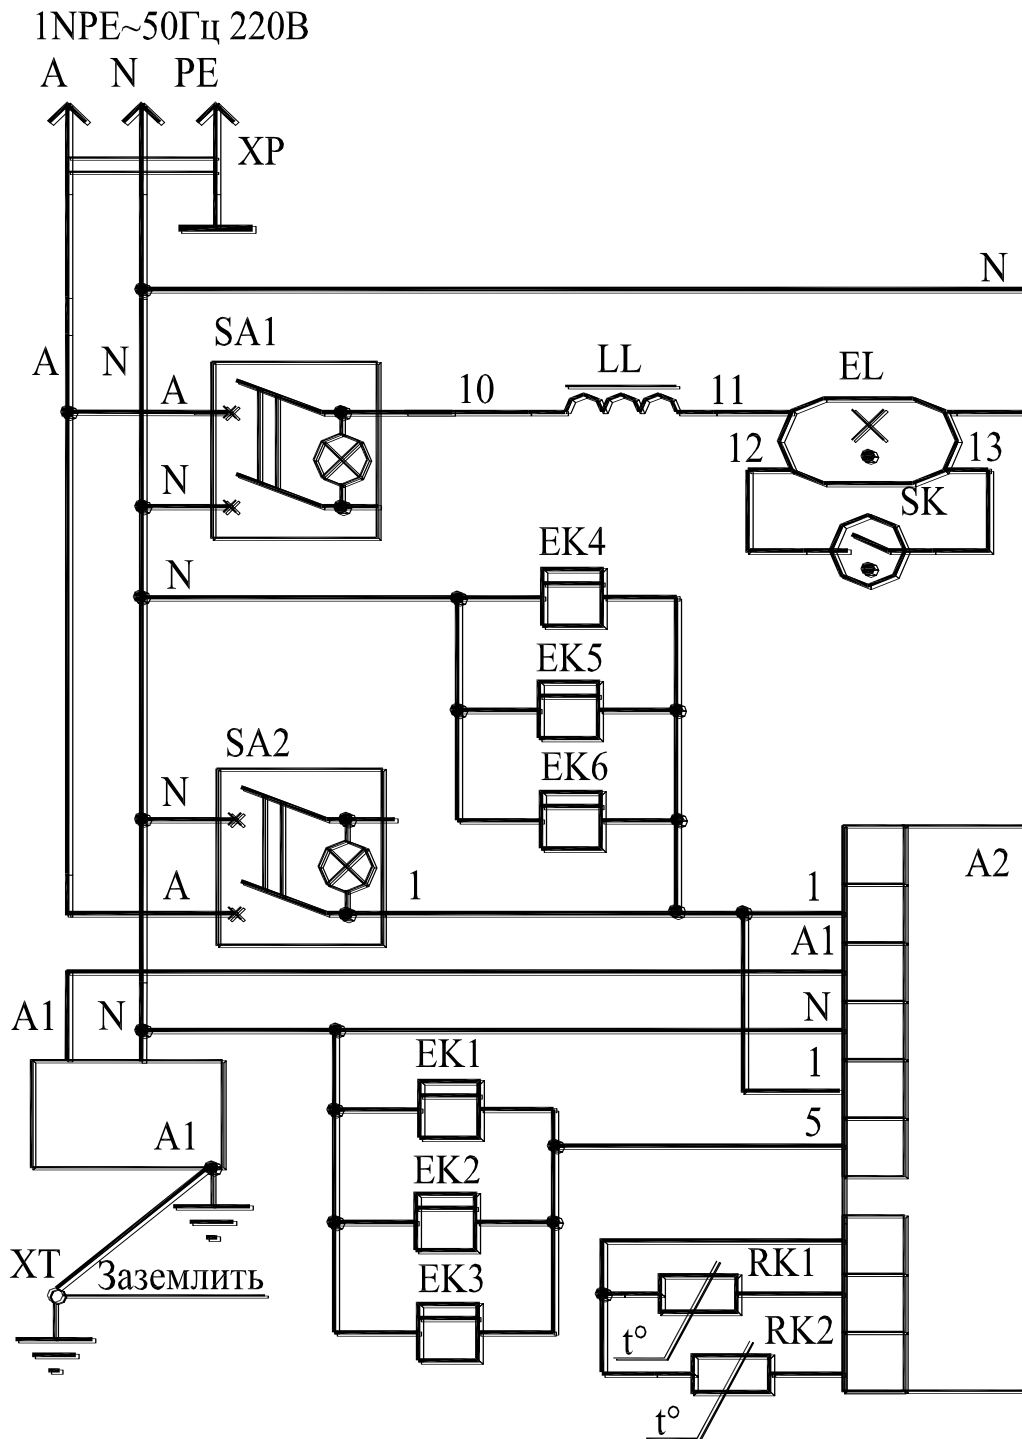 1NPE~50Гц 220В
A N PE
XP
N
SA1
A N
A
10
LL
11
EL
12
13
N
SK
EK4
N
EK5
SA2
EK6
N
A
1
1
A2
A1
A1 N
N
EK1
1
5
A1
EK2
XT
Заземлить
EK3
RK1
t°
RK2
t°